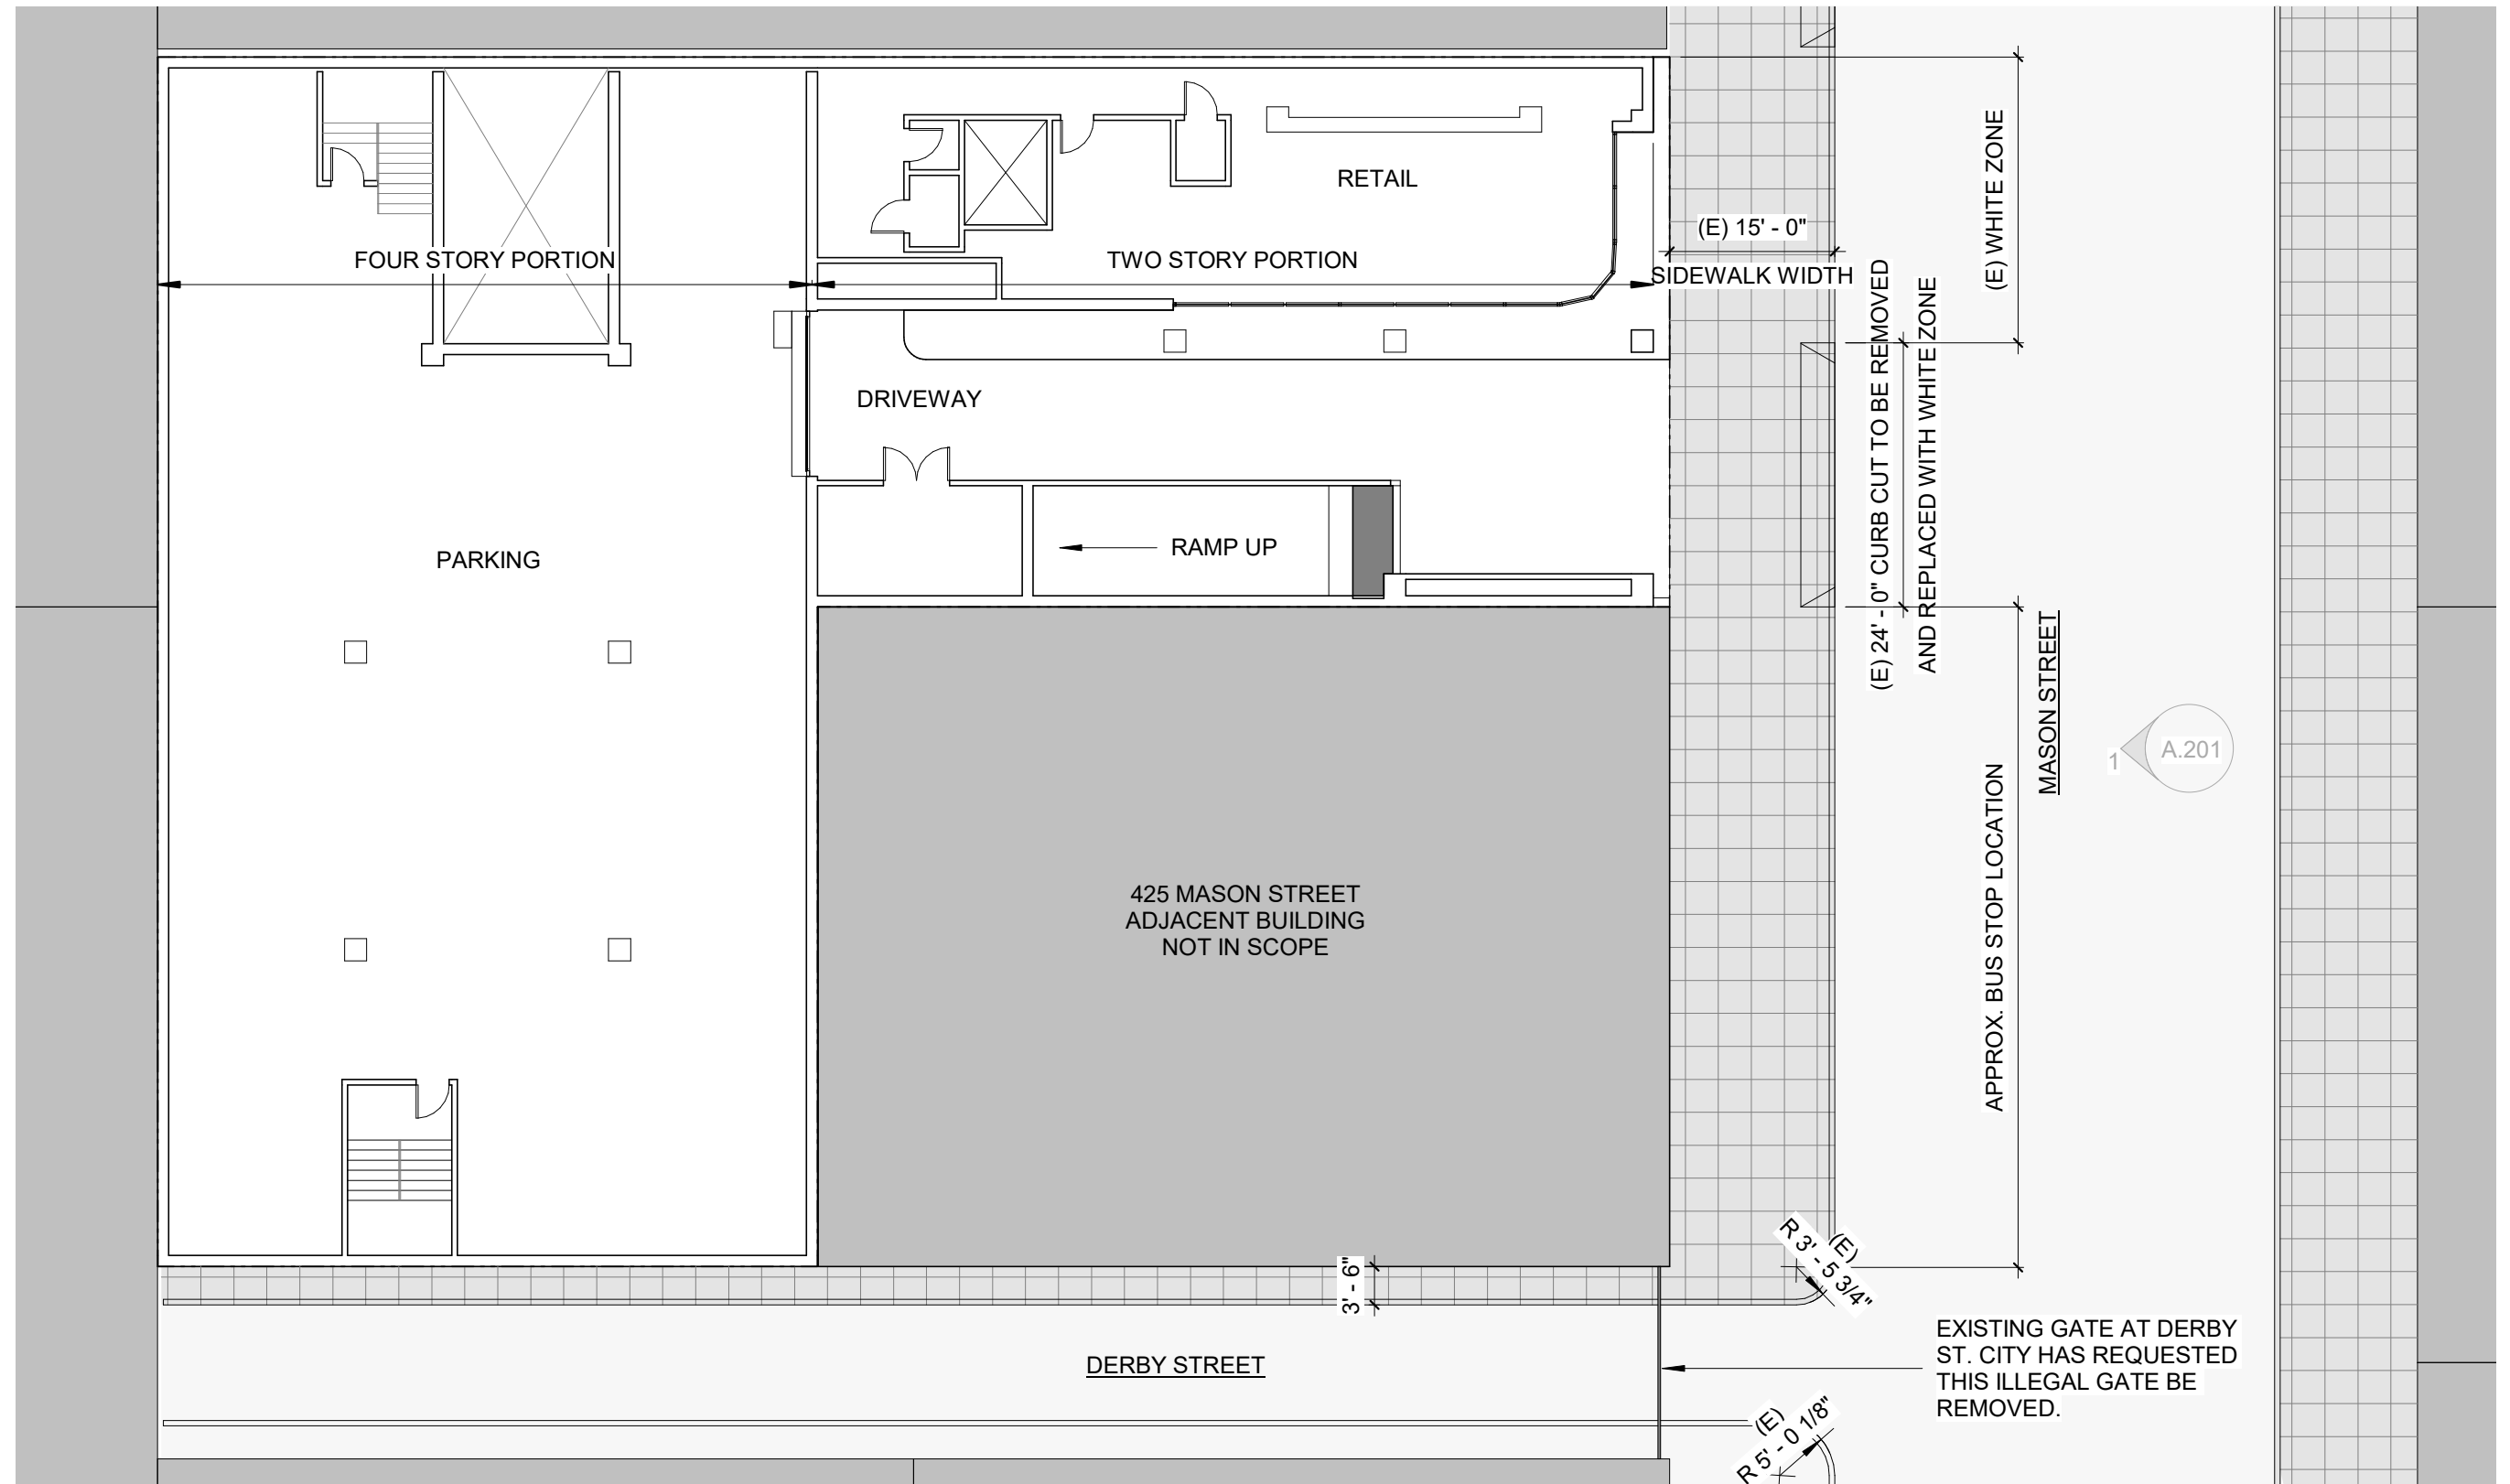 RETAIL
(E) WHITE ZONE
(E) 15' - 0"
SIDEWALK WIDTH
FOUR STORY PORTION
TWO STORY PORTION
(E) 24' - 0" CURB CUT TO BE REMOVED
AND REPLACED WITH WHITE ZONE
DRIVEWAY
PARKING
RAMP UP
MASON STREET
1
A.201
APPROX. BUS STOP LOCATION
425 MASON STREET
ADJACENT BUILDING
NOT IN SCOPE
3' - 6"
(E)
R 3' - 5 3/4"
DERBY STREET
EXISTING GATE AT DERBY
ST. CITY HAS REQUESTED
THIS ILLEGAL GATE BE
REMOVED.
(E)
R 5' - 0 1/8"